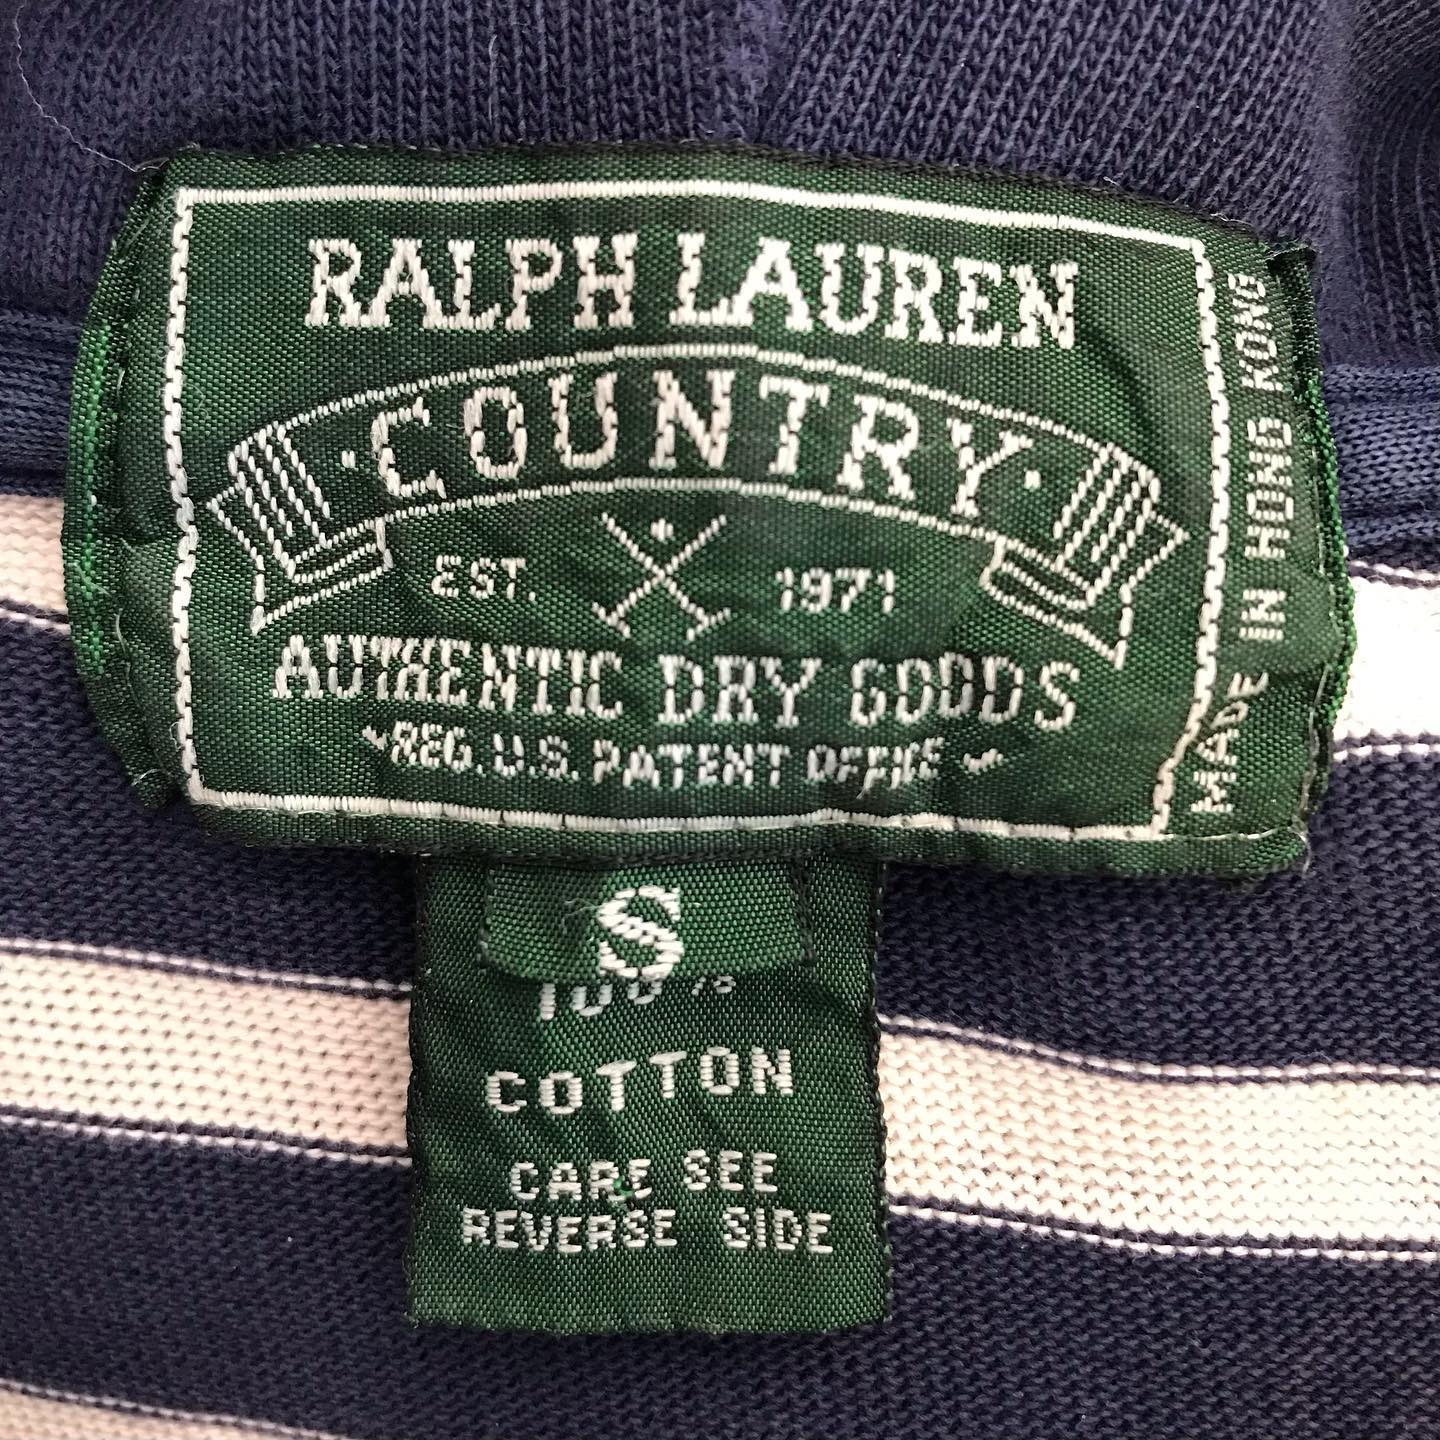 RALPH LAUREN
·COUNTRY·
EST. 1971
AUTHENTIC DRY GOODS
REG. U.S. PATENT OFFICE
MADE IN HONG KONG
S
100%
COTTON
CARE SEE
REVERSE SIDE